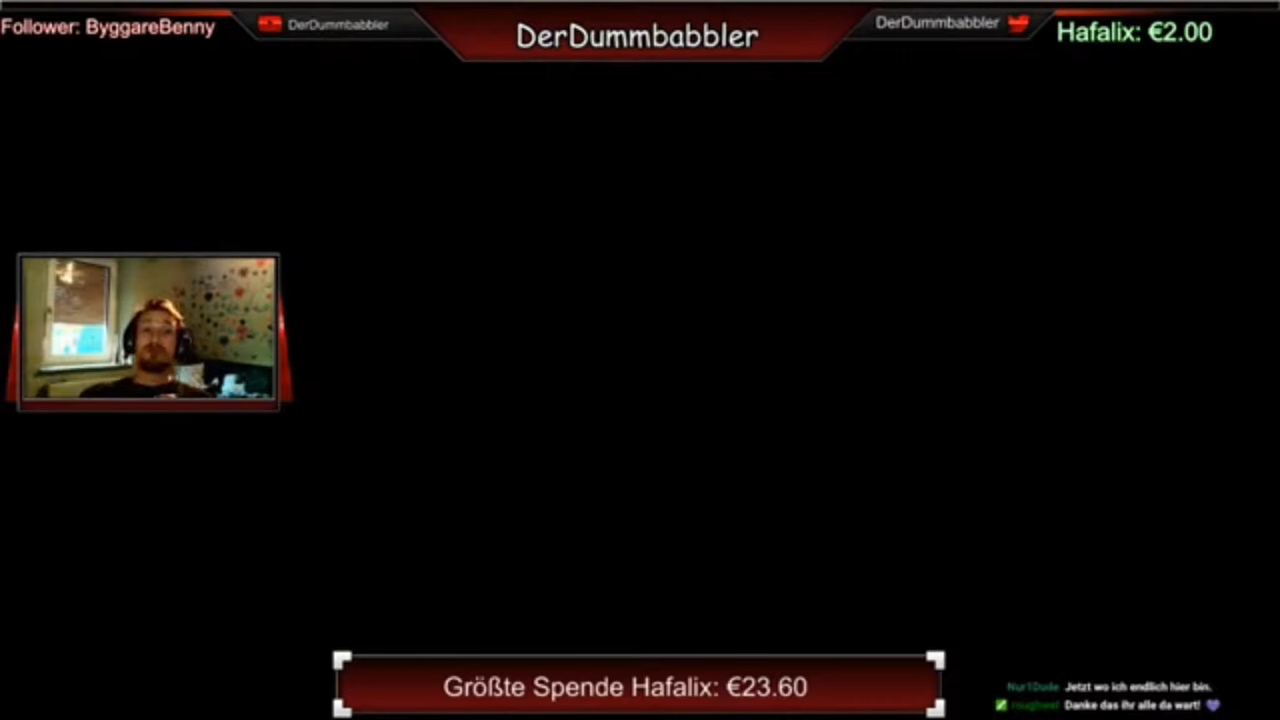 Follower: ByggareBenny
DerDummbabbler
DerDummbabbler
DerDummbabbler
Hafalix: €2.00
Größte Spende Hafalix: €23.60
Nur1Dude Jetzt wo ich endlich hier bin.
Danke das ihr alle da wart!